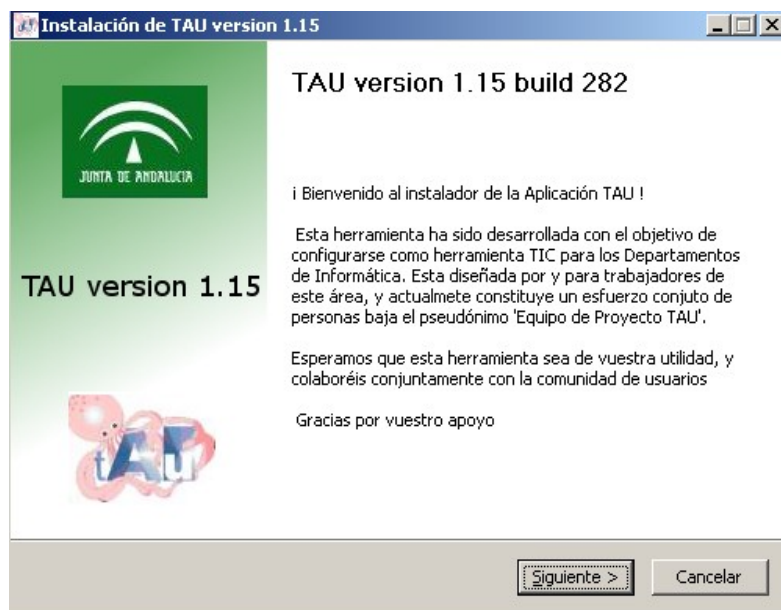 Instalación de TAU version 1.15
JUNTA DE ANDALUCIA
TAU version 1.15
tAU
TAU version 1.15 build 282
¡ Bienvenido al instalador de la Aplicación TAU !
Esta herramienta ha sido desarrollada con el objetivo de
configurarse como herramienta TIC para los Departamentos
de Informática. Esta diseñada por y para trabajadores de
este área, y actualmete constituye un esfuerzo conjuto de
personas baja el pseudónimo 'Equipo de Proyecto TAU'.
Esperamos que esta herramienta sea de vuestra utilidad, y
colaboréis conjuntamente con la comunidad de usuarios
Gracias por vuestro apoyo
Siguiente >
Cancelar